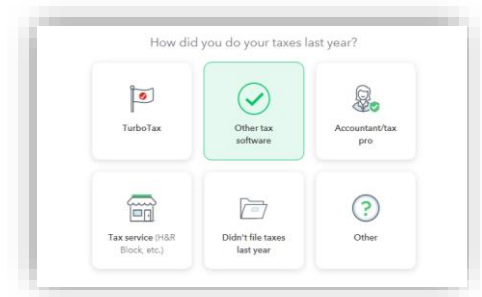 How did you do your taxes last year?
TurboTax
Other tax
software
Accountant/tax
pro
Tax service (H&R
Block, etc.)
Didn't file taxes
last year
Other